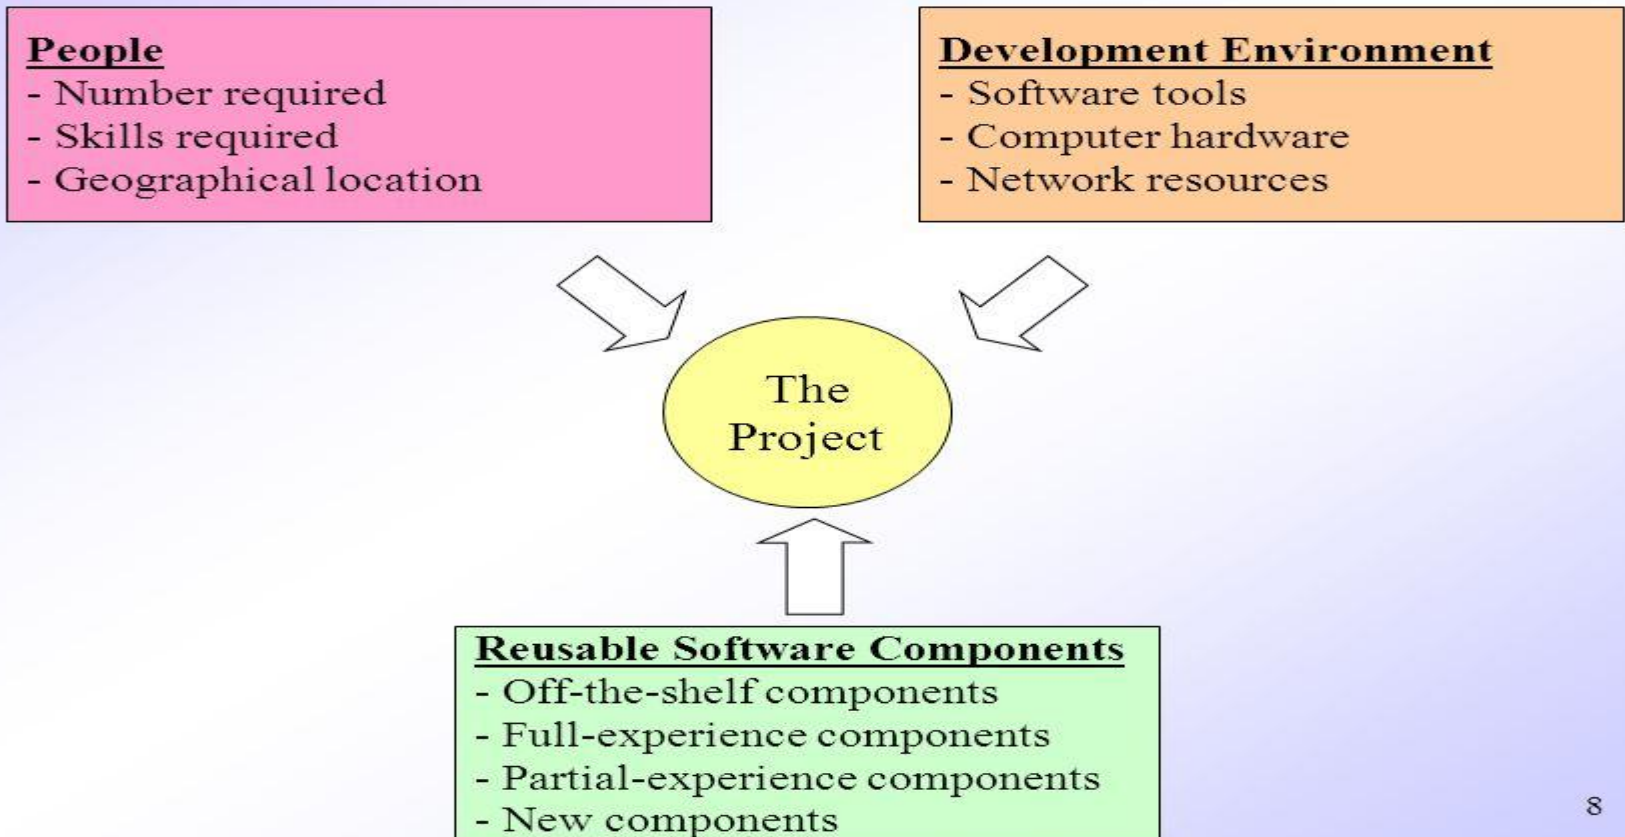 People
- Number required
- Skills required
- Geographical location
Development Environment
- Software tools
- Computer hardware
- Network resources
The
Project
Reusable Software Components
- Off-the-shelf components
- Full-experience components
- Partial-experience components
- New components
8